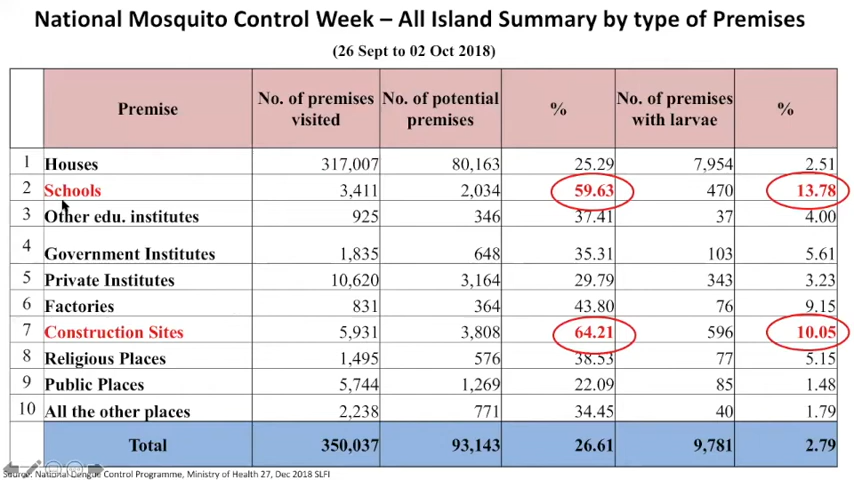 National Mosquito Control Week – All Island Summary by type of Premises
(26 Sept to 02 Oct 2018)
Premise No. of premises visited No. of potential premises % No. of premises with larvae %
1 Houses 317,007 80,163 25.29 7,954 2.51
2 Schools 3,411 2,034 59.63 470 13.78
3 Other edu. institutes 925 346 37.41 37 4.00
4 Government Institutes 1,835 648 35.31 103 5.61
5 Private Institutes 10,620 3,164 29.79 343 3.23
6 Factories 831 364 43.80 76 9.15
7 Construction Sites 5,931 3,808 64.21 596 10.05
8 Religious Places 1,495 576 38.53 77 5.15
9 Public Places 5,744 1,269 22.09 85 1.48
10 All the other places 2,238 771 34.45 40 1.79
Total 350,037 93,143 26.61 9,781 2.79
Source: National Dengue Control Programme, Ministry of Health 27, Dec 2018 SLFI